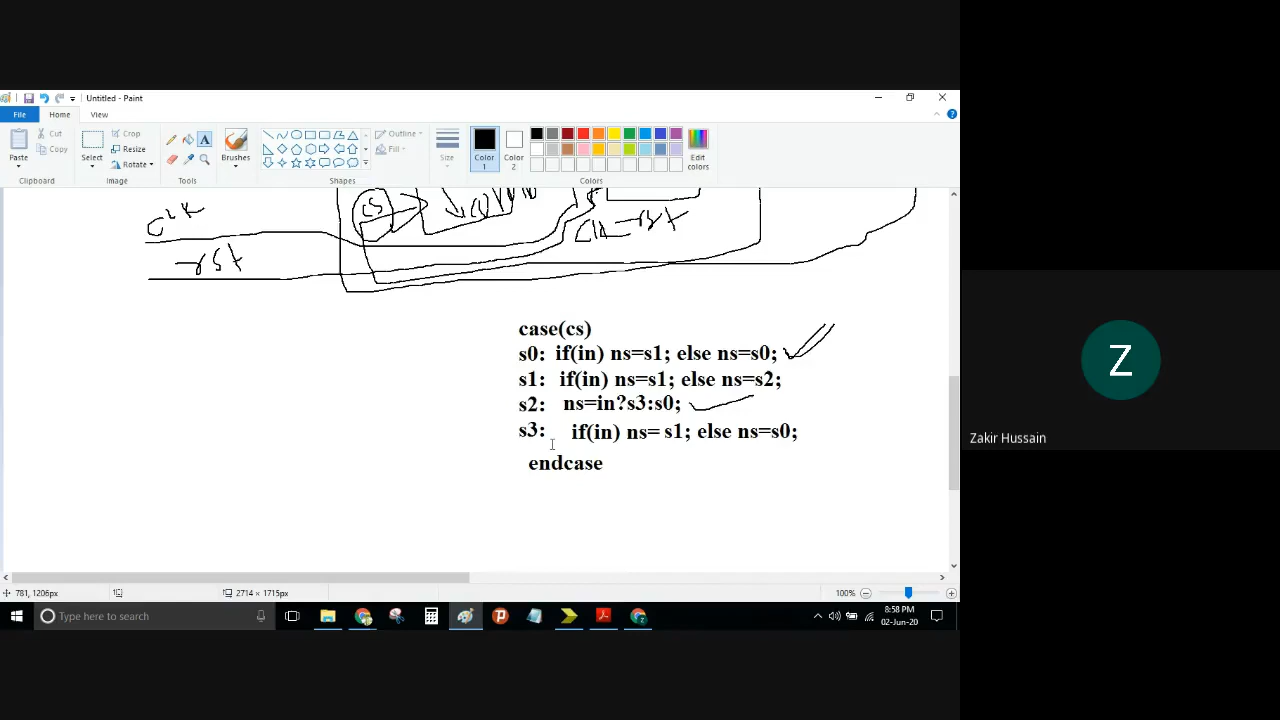 Untitled - Paint
File Home View
Paste
Cut
Copy
Clipboard
Select
Crop
Resize
Rotate
Image
A
Tools
Brushes
Shapes
Outline
Fill
Size
Color 1
Color 2
Edit colors
Colors
cs
clk
rst
clk rst
case(cs)
s0: if(in) ns=s1; else ns=s0;
s1: if(in) ns=s1; else ns=s2;
s2: ns=in?s3:s0;
s3: if(in) ns= s1; else ns=s0;
endcase
Z
Zakir Hussain
781, 1206px
2714 × 1715px
100%
Type here to search
8:58 PM
02-Jun-20